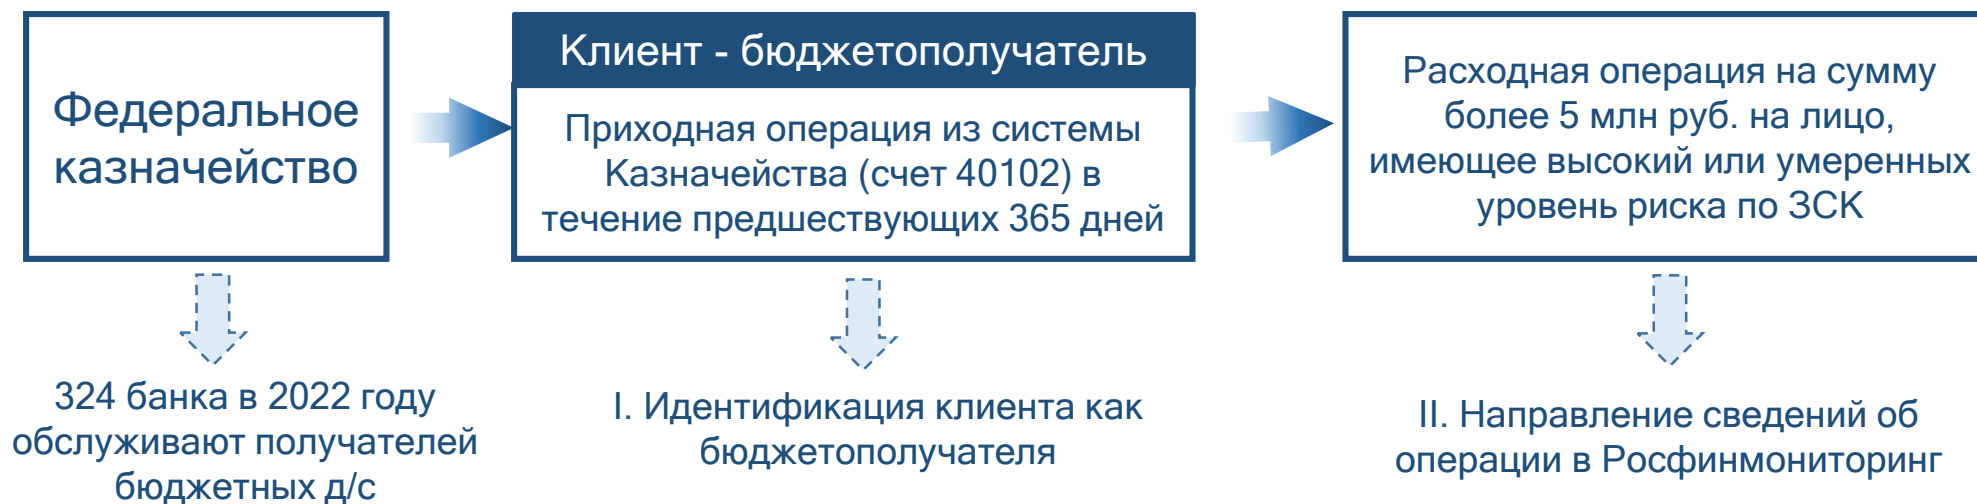 Федеральное
казначейство
Клиент - бюджетополучатель
Приходная операция из системы
Казначейства (счет 40102) в
течение предшествующих 365 дней
Расходная операция на сумму
более 5 млн руб. на лицо,
имеющее высокий или умеренных
уровень риска по ЗСК
324 банка в 2022 году
обслуживают получателей
бюджетных д/с
I. Идентификация клиента как
бюджетополучателя
II. Направление сведений об
операции в Росфинмониторинг